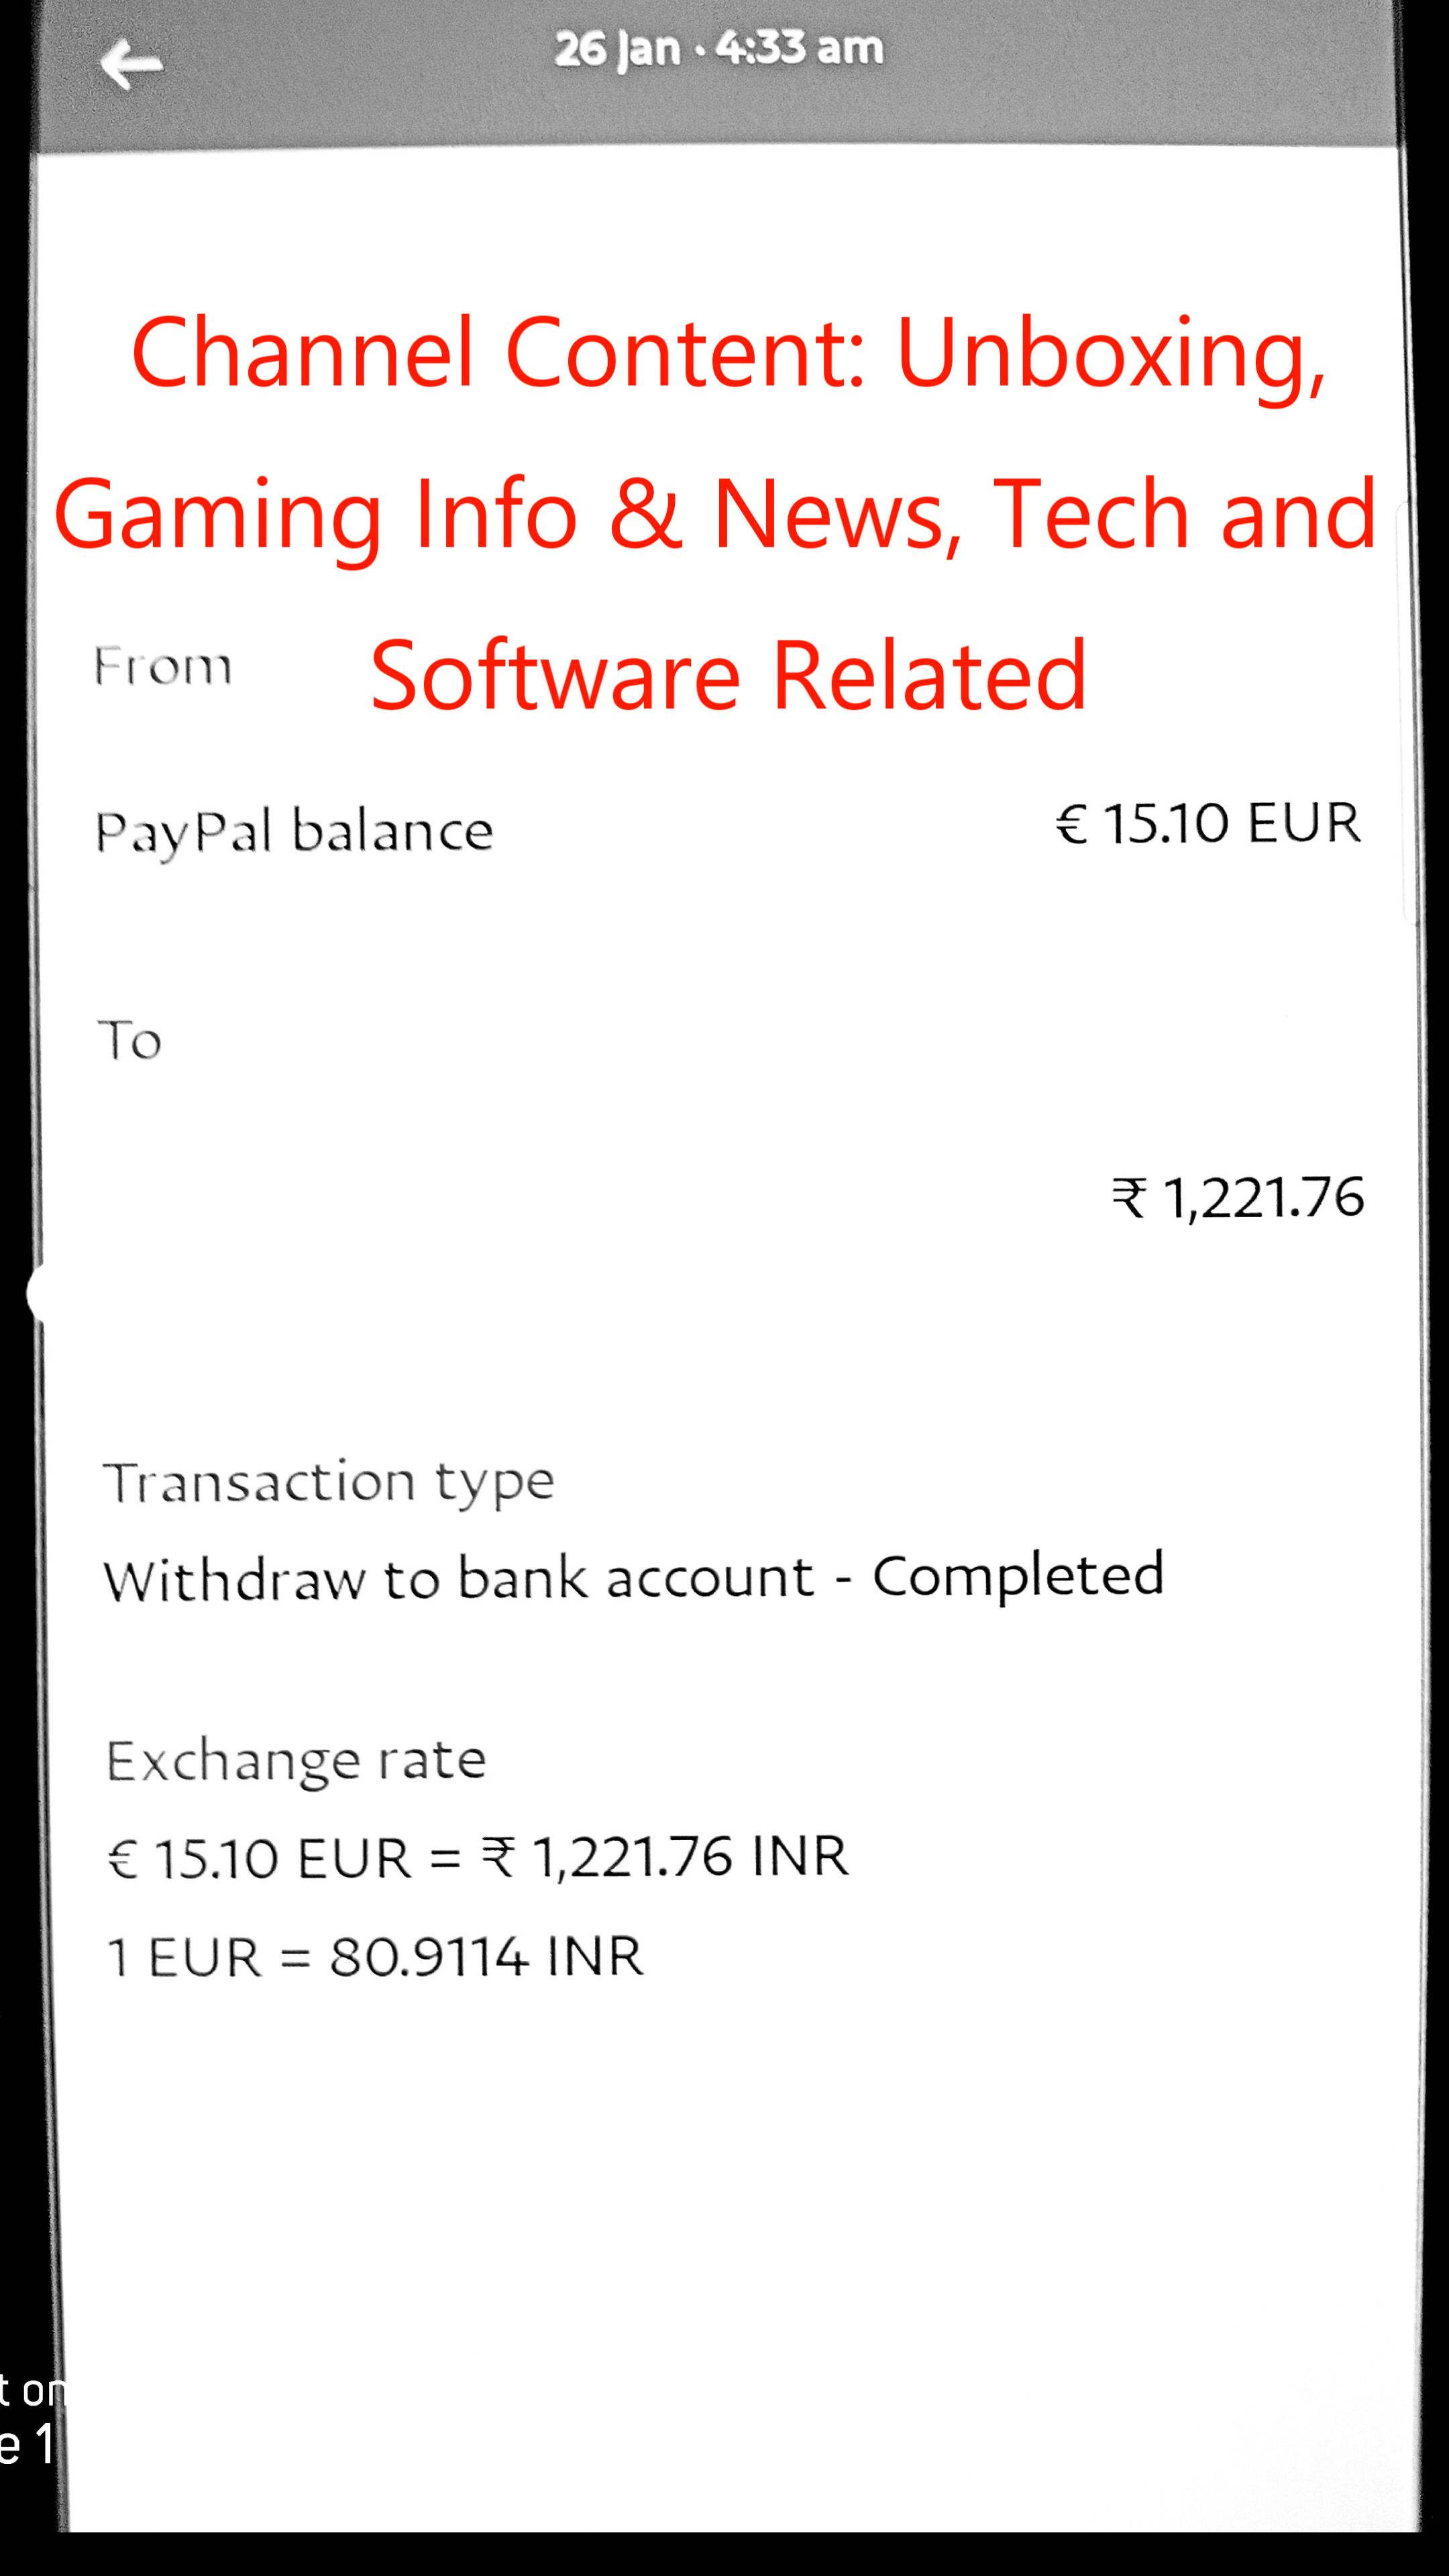 26 Jan · 4:33 am
Channel Content: Unboxing,
Gaming Info & News, Tech and
Software Related
From
PayPal balance € 15.10 EUR
To
₹ 1,221.76
Transaction type
Withdraw to bank account - Completed
Exchange rate
€ 15.10 EUR = ₹ 1,221.76 INR
1 EUR = 80.9114 INR
t on
e 1